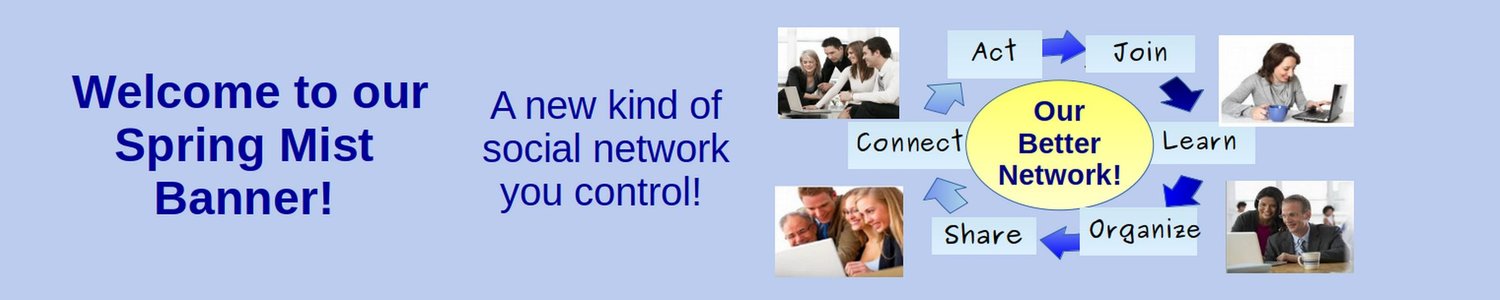 Welcome to our
Spring Mist
Banner!
A new kind of
social network
you control!
Act
Join
Connect
Our
Better
Network!
Learn
Share
Organize